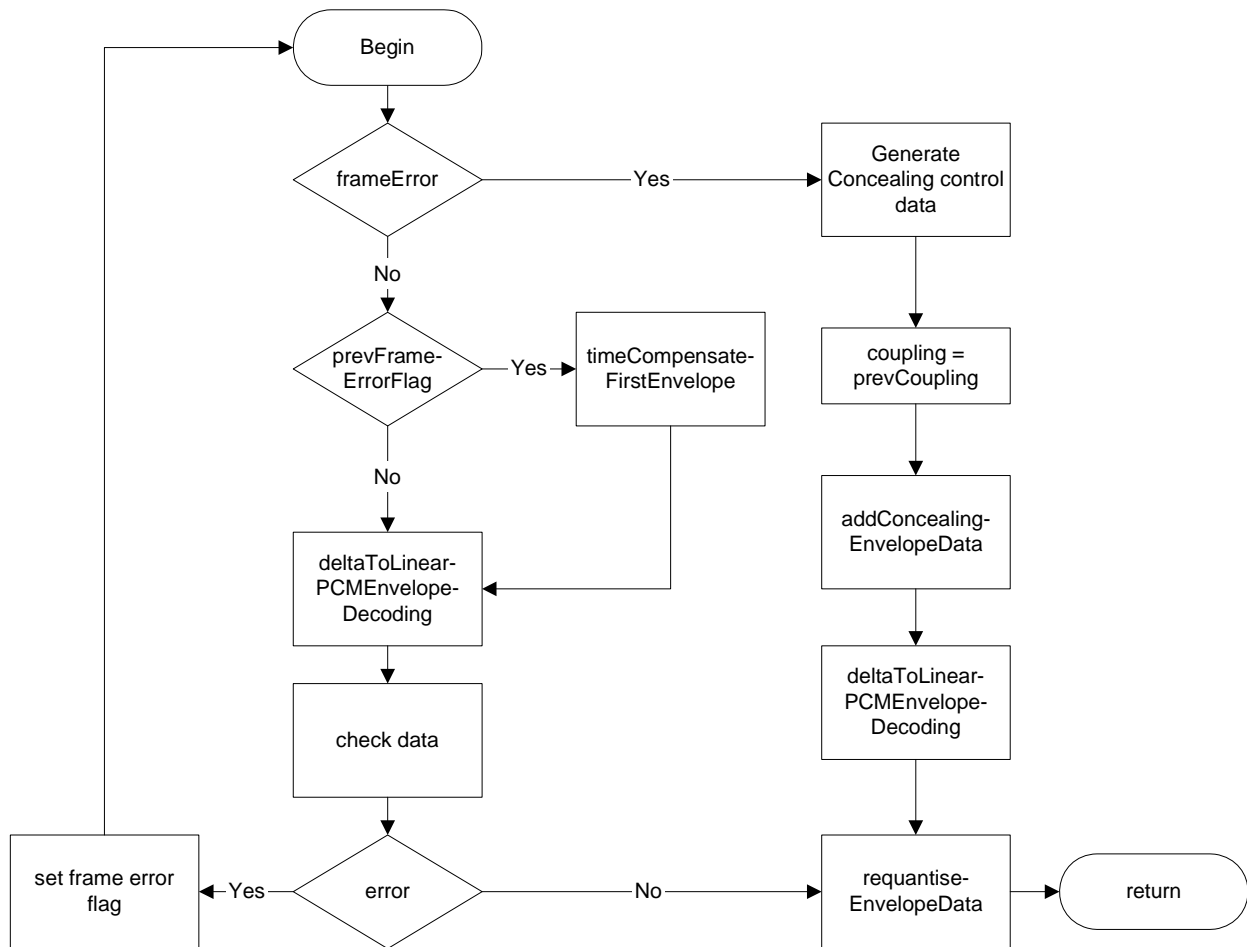 Begin
frameError
Yes
Generate
Concealing control
data
No
prevFrame-
ErrorFlag
Yes
timeCompensate-
FirstEnvelope
coupling =
prevCoupling
No
deltaToLinear-
PCMEnvelope-
Decoding
addConcealing-
EnvelopeData
check data
deltaToLinear-
PCMEnvelope-
Decoding
set frame error
flag
Yes
error
No
requantise-
EnvelopeData
return